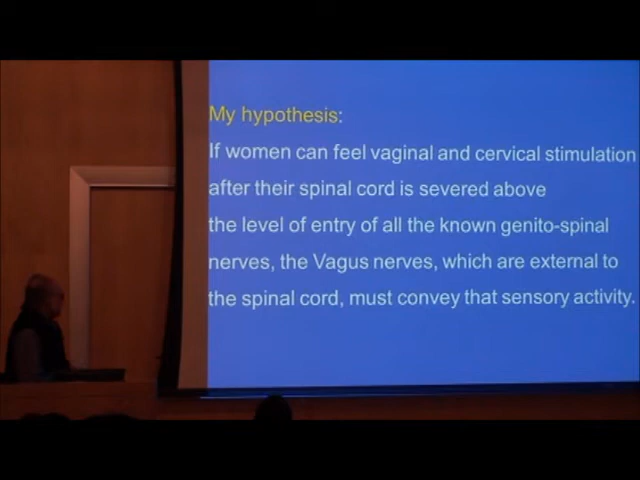 My hypothesis:
If women can feel vaginal and cervical stimulation
after their spinal cord is severed above
the level of entry of all the known genito-spinal
nerves, the Vagus nerves, which are external to
the spinal cord, must convey that sensory activity.